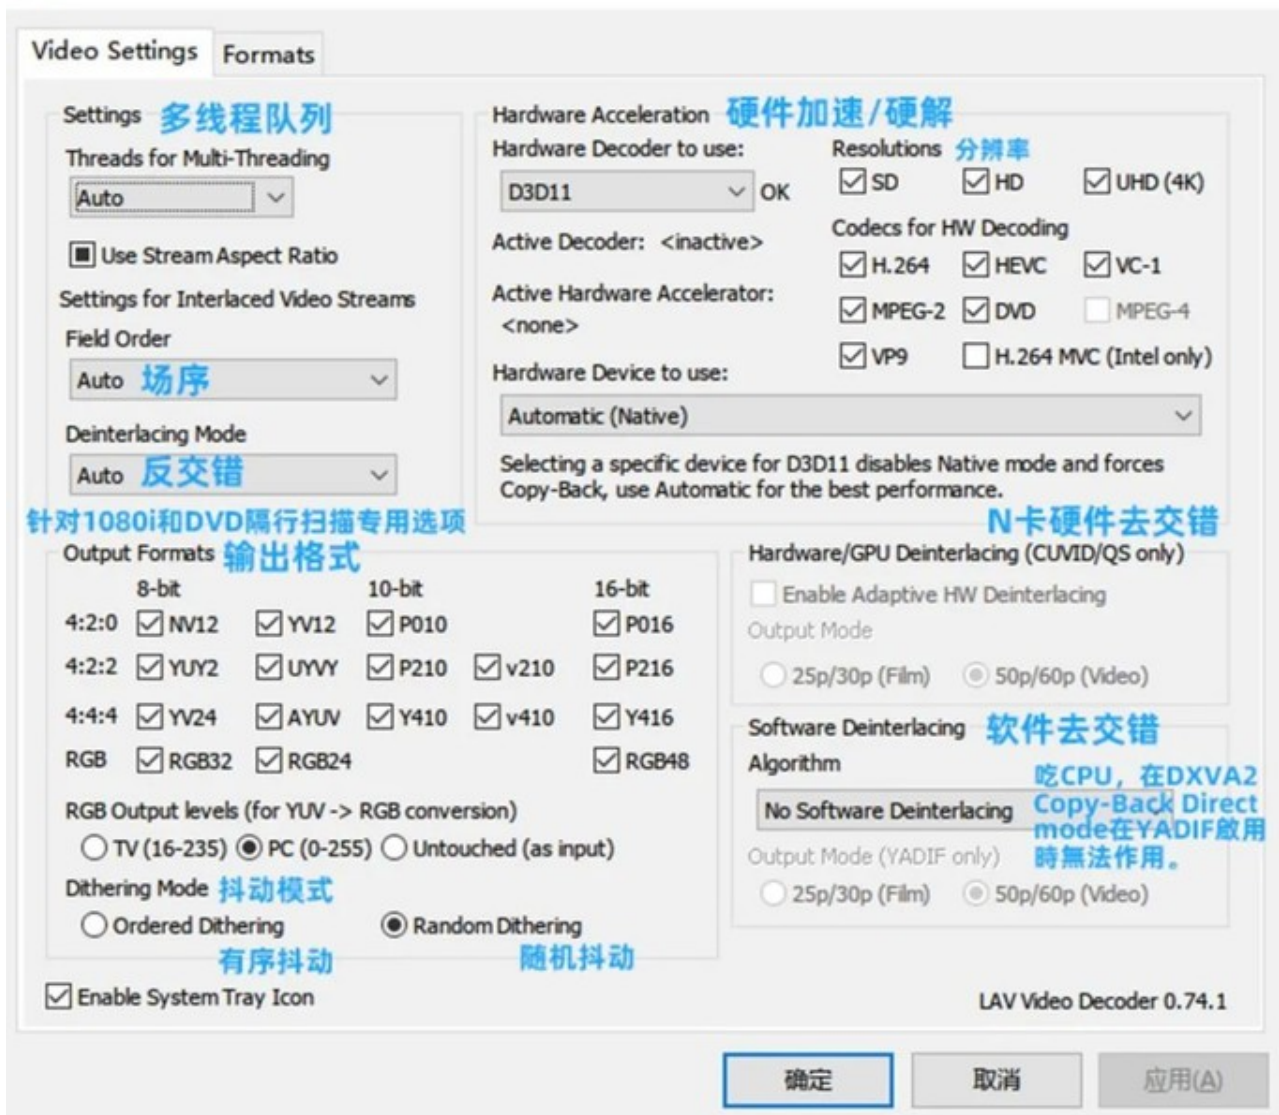 Video Settings Formats
Settings 多线程队列
Threads for Multi-Threading
Auto
Use Stream Aspect Ratio
Settings for Interlaced Video Streams
Field Order
Auto 场序
Deinterlacing Mode
Auto 反交错
针对1080i和DVD隔行扫描专用选项
Hardware Acceleration 硬件加速/硬解
Hardware Decoder to use:
D3D11 OK
Active Decoder: <inactive>
Active Hardware Accelerator:
<none>
Resolutions 分辨率
SD HD UHD (4K)
Codecs for HW Decoding
H.264 HEVC VC-1
MPEG-2 DVD MPEG-4
VP9 H.264 MVC (Intel only)
Hardware Device to use:
Automatic (Native)
Selecting a specific device for D3D11 disables Native mode and forces
Copy-Back, use Automatic for the best performance.
Output Formats 输出格式
8-bit 10-bit 16-bit
4:2:0 NV12 YV12 P010 P016
4:2:2 YUY2 UYVY P210 v210 P216
4:4:4 YV24 AYUV Y410 v410 Y416
RGB RGB32 RGB24 RGB48
RGB Output levels (for YUV -> RGB conversion)
TV (16-235) PC (0-255) Untouched (as input)
Dithering Mode 抖动模式
Ordered Dithering Random Dithering
有序抖动 随机抖动
N卡硬件去交错
Hardware/GPU Deinterlacing (CUVID/QS only)
Enable Adaptive HW Deinterlacing
Output Mode
25p/30p (Film) 50p/60p (Video)
Software Deinterlacing 软件去交错
Algorithm
No Software Deinterlacing
吃CPU，在DXVA2
Copy-Back Direct
mode在YADIF啟用
時無法作用。
Output Mode (YADIF only)
25p/30p (Film) 50p/60p (Video)
Enable System Tray Icon
LAV Video Decoder 0.74.1
确定 取消 应用(A)